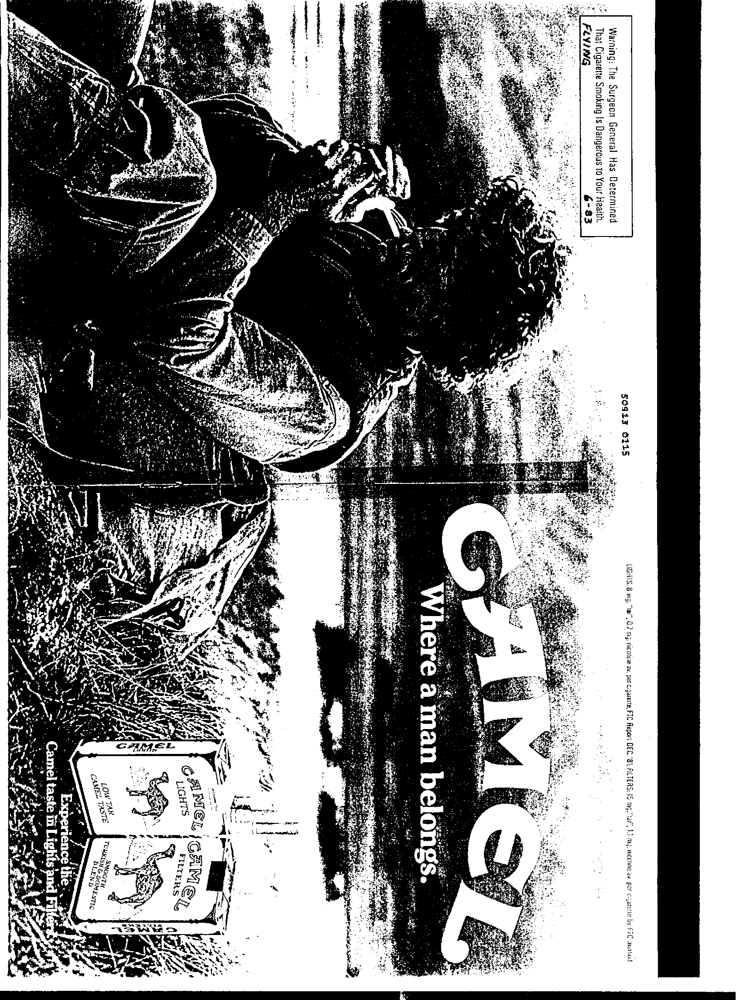 Warning: The Surgeon General Has Determined
That Cigarette Smoking Is Dangerous to Your Health.
FLYING 6-83
50913 0115
LIGHTS: 8 mg. "tar", 0.7 mg. nicotine av. per cigarette, FTC Report DEC. '81; FILTERS: 15 mg. "tar", 1.1 mg. nicotine av. per cigarette by FTC method.
CAMEL
Where a man belongs.
CAMEL
LIGHTS
LOW TAR
CAMEL TASTE
CAMEL
CAMEL
FILTERS
SMOOTH
TURKISH & DOMESTIC
BLEND
Experience the
Camel taste in Lights and